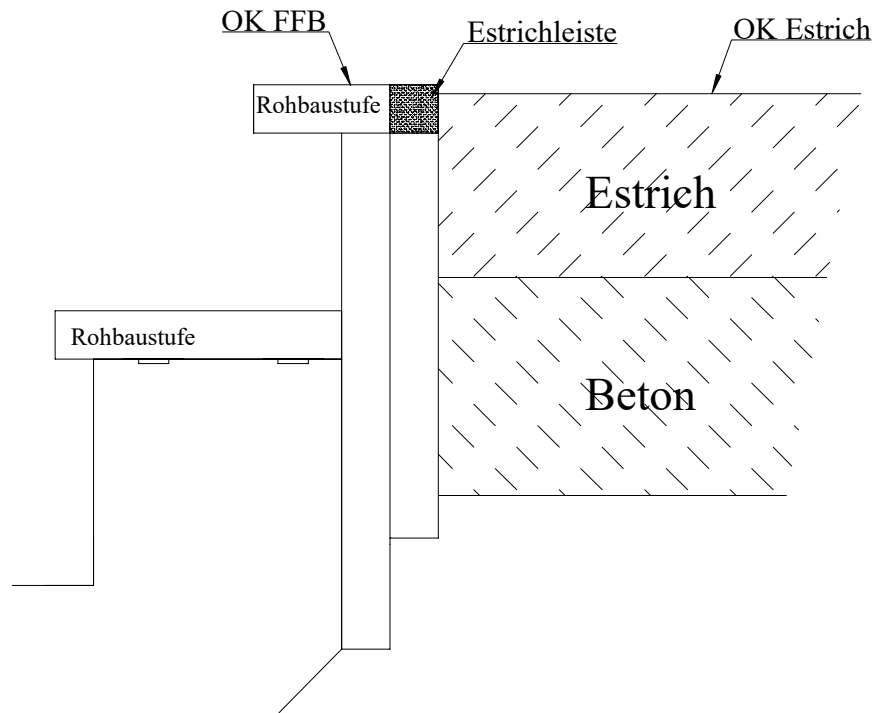 OK FFB
Estrichleiste
OK Estrich
Rohbaustufe
Estrich
Rohbaustufe
Beton